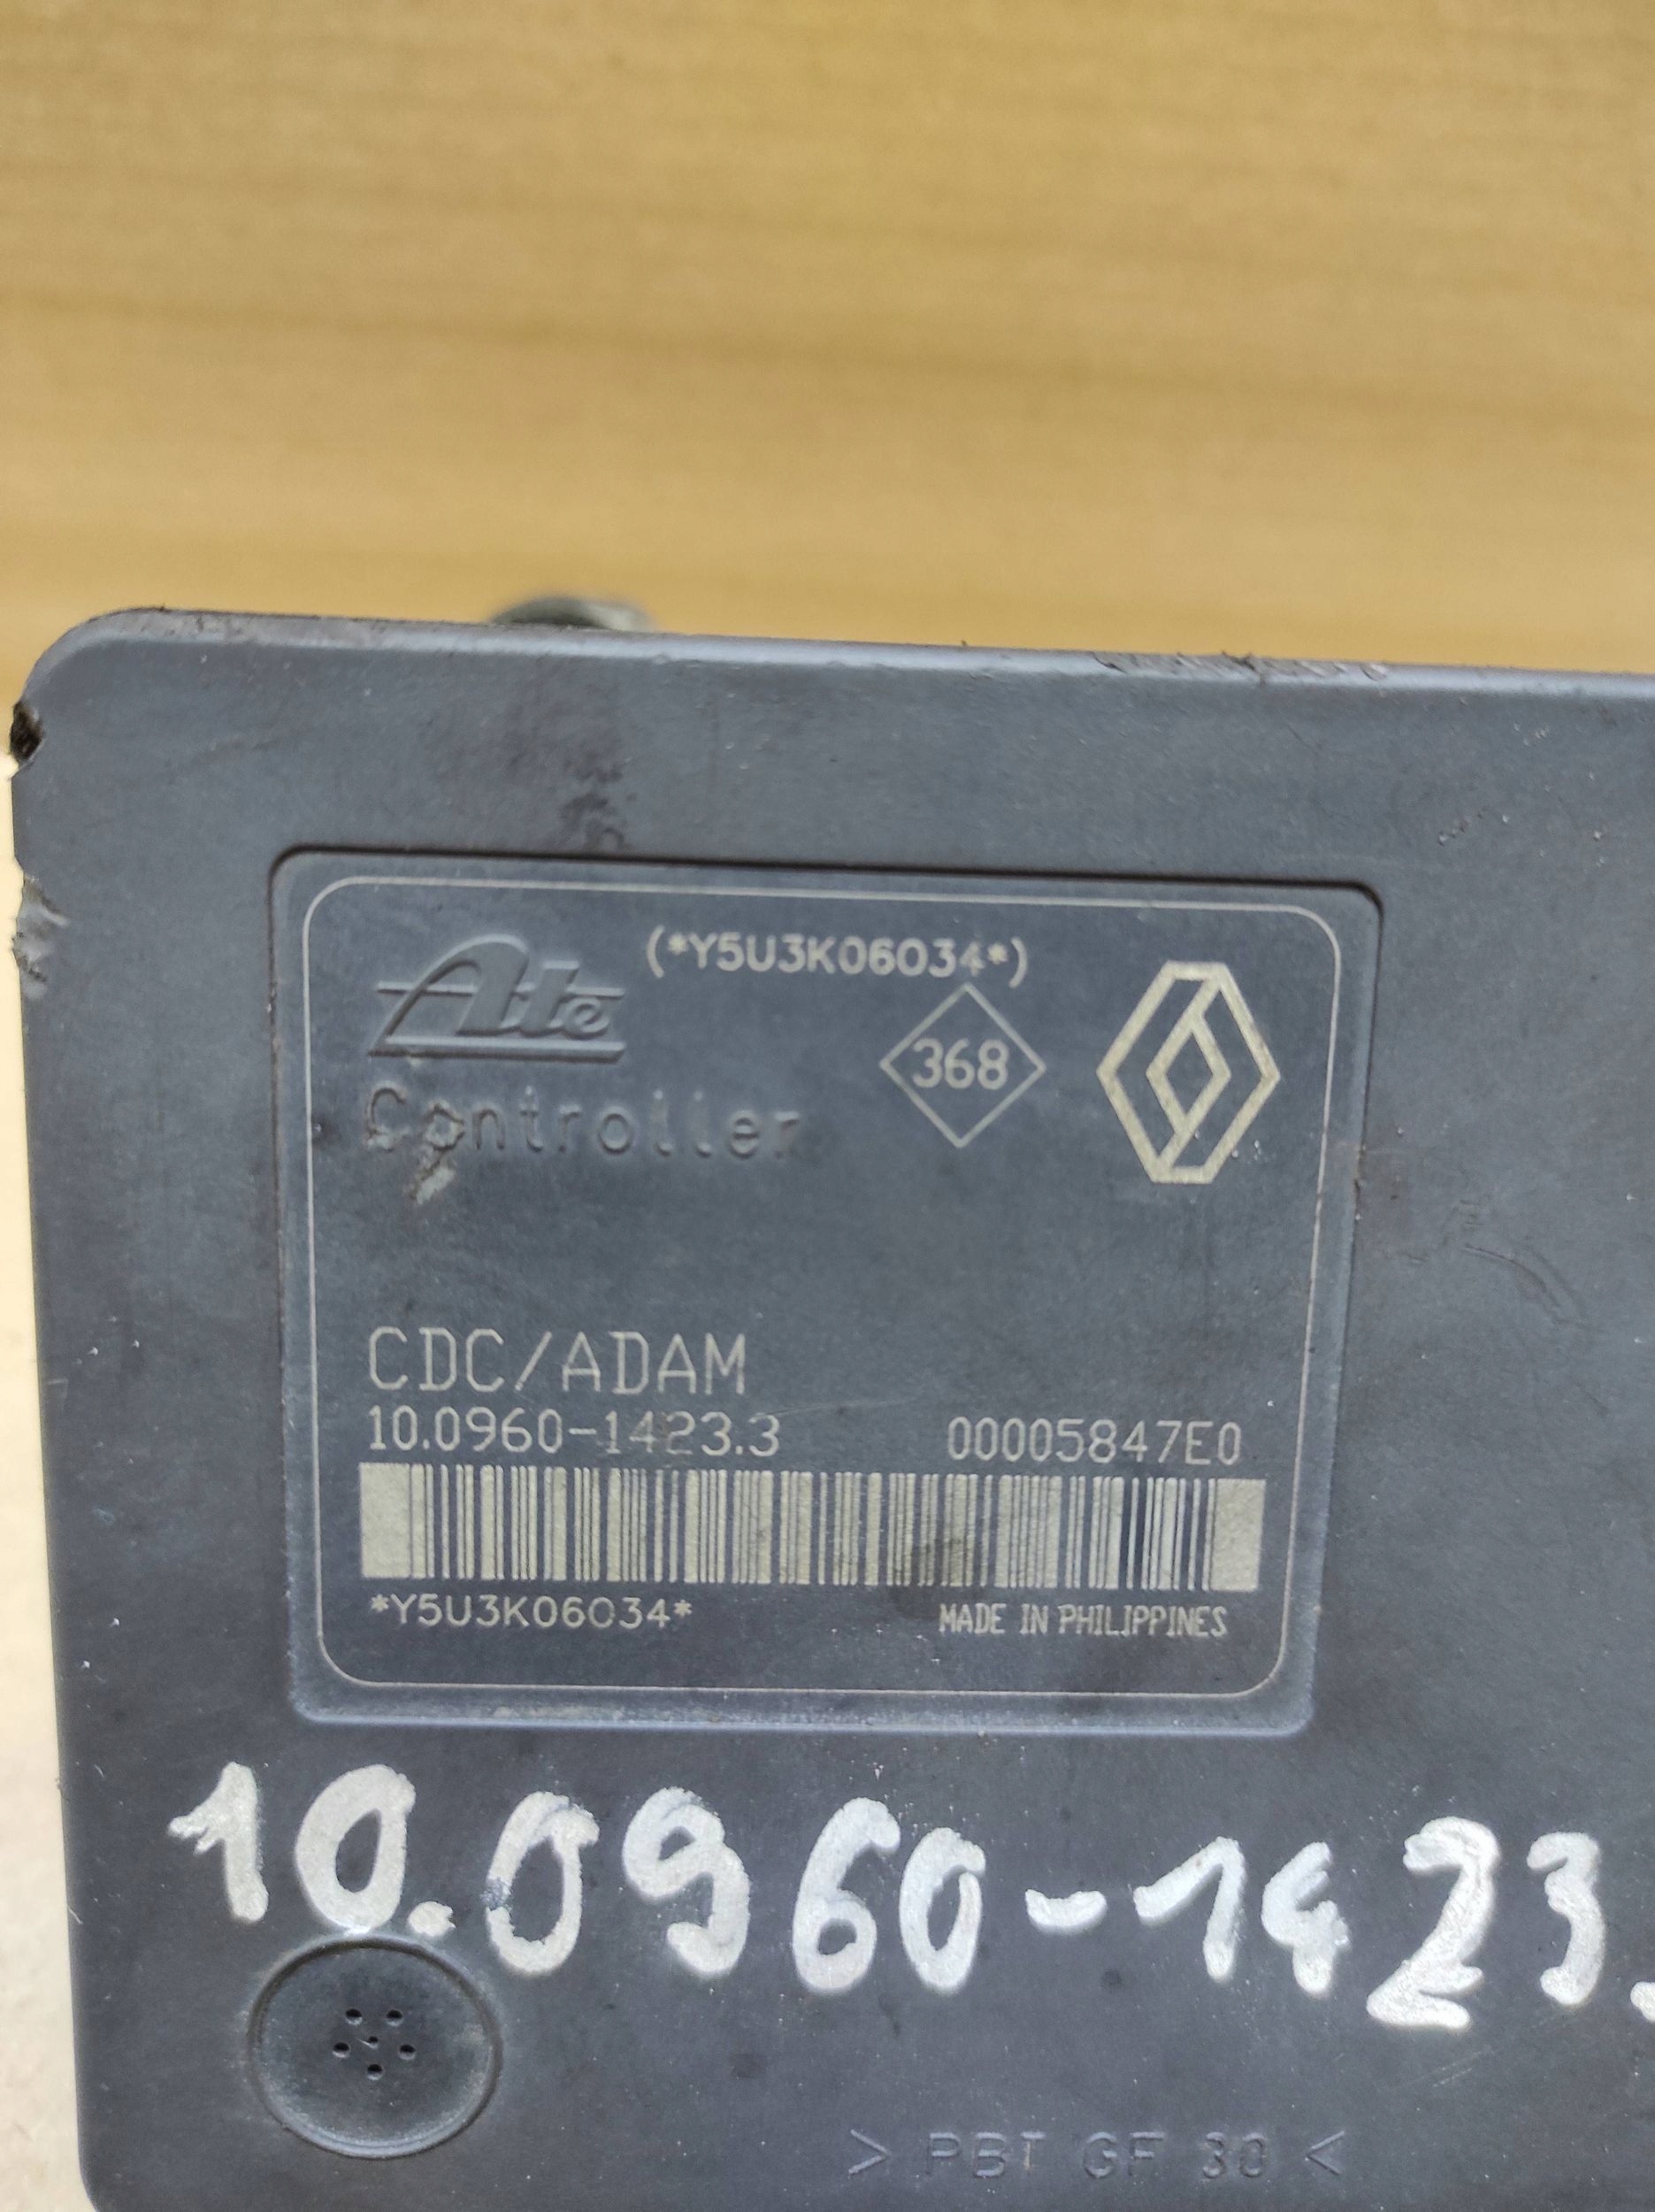 (*Y5U3K06034*)
Ate
368
Controller
CDC/ADAM
10.0960-1423.3 00005847E0
*Y5U3K06034* MADE IN PHILIPPINES
10.0960-1423.
> PBT GF 30 <